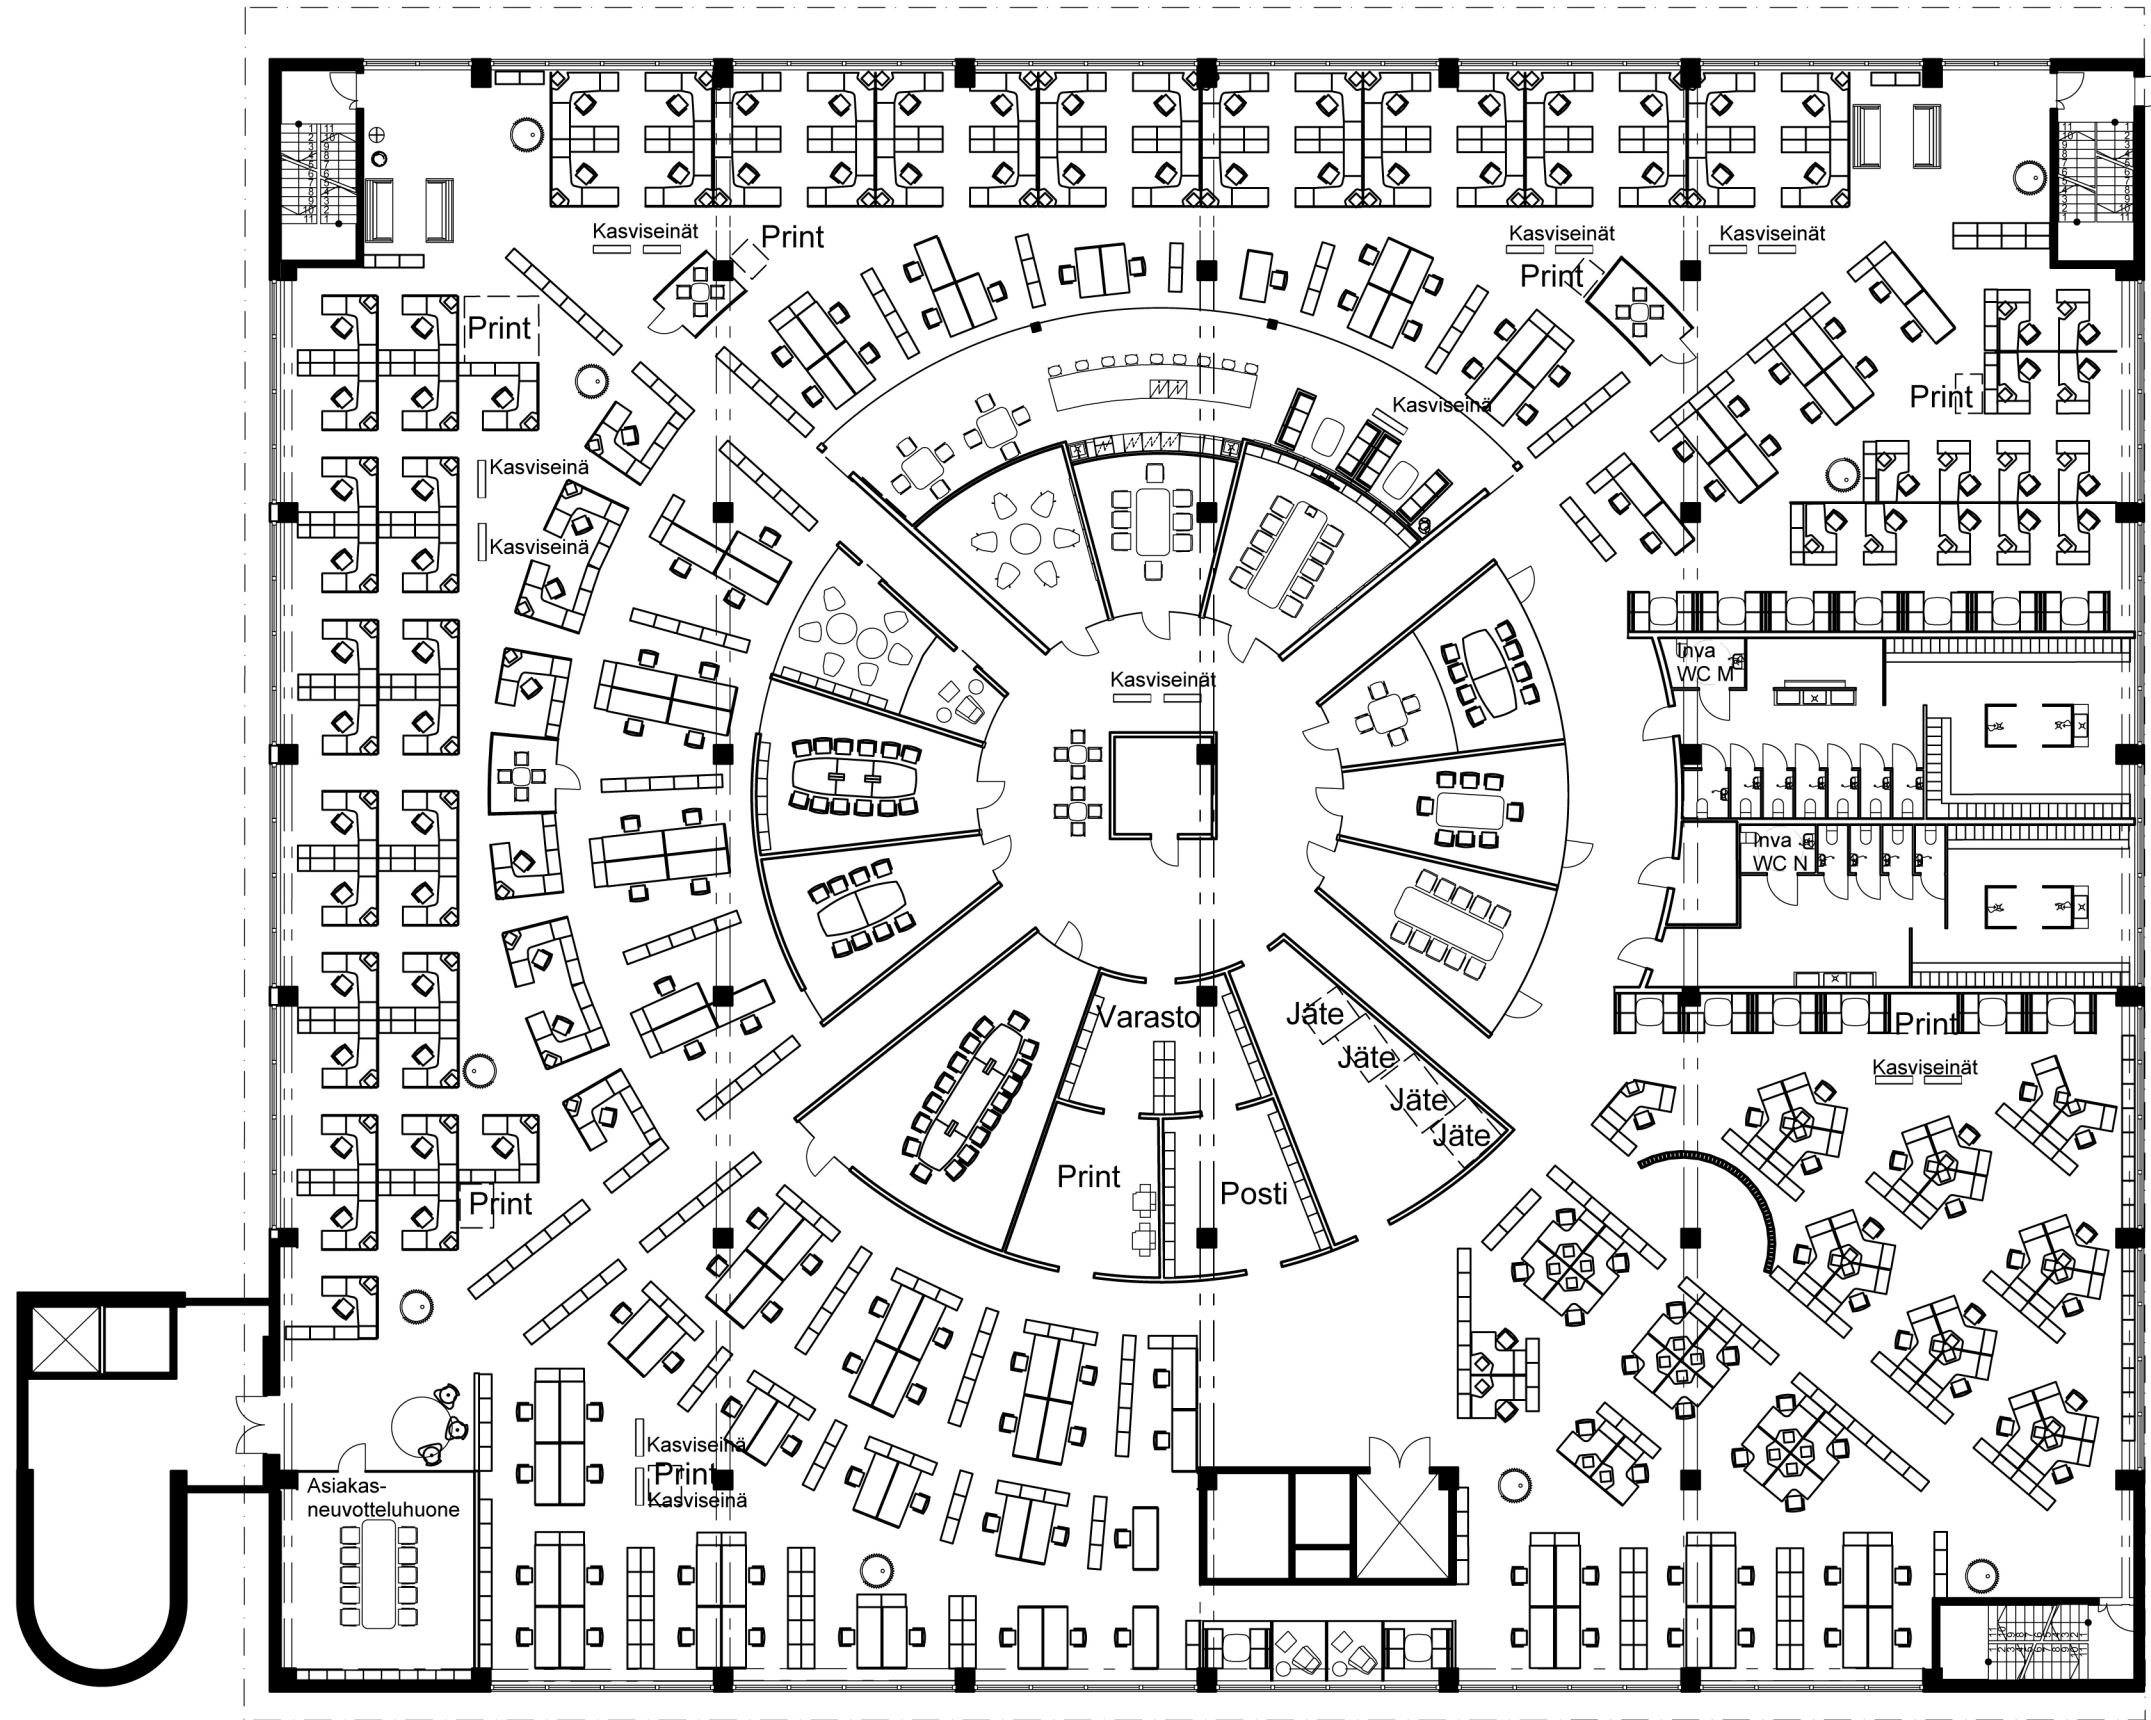 Kasviseinät
Print
Kasviseinät
Kasviseinät
Print
Print
Print
Kasviseinä
Kasviseinä
Kasviseinä
Inva
WC M
Kasviseinät
Inva
WC N
Varasto
Jäte
Print
Jäte
Kasviseinät
Jäte
Jäte
Print
Posti
Print
Kasviseinä
Print
Kasviseinä
Asiakas-
neuvotteluhuone